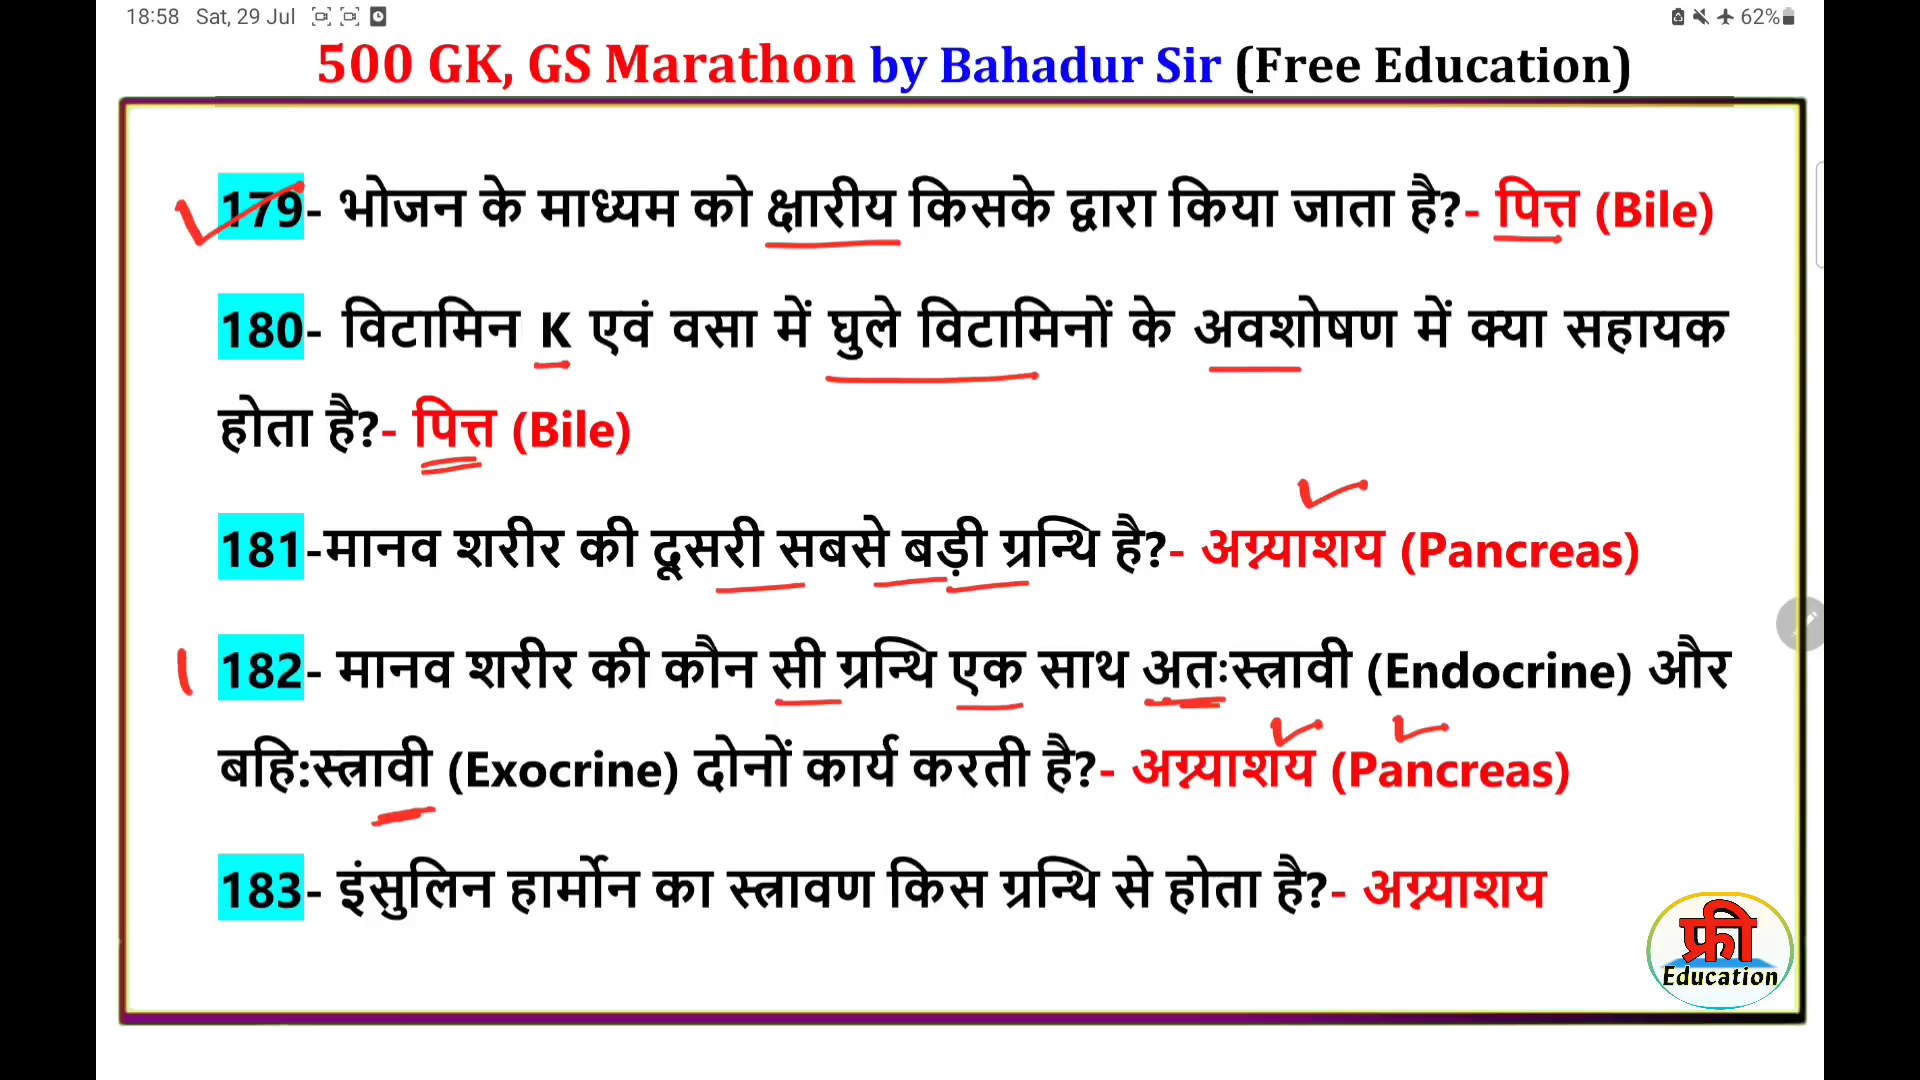 18:58 Sat, 29 Jul 62%
500 GK, GS Marathon by Bahadur Sir (Free Education)
179- भोजन के माध्यम को क्षारीय किसके द्वारा किया जाता है?- पित्त (Bile)
180- विटामिन K एवं वसा में घुले विटामिनों के अवशोषण में क्या सहायक
होता है?- पित्त (Bile)
181-मानव शरीर की दूसरी सबसे बड़ी ग्रन्थि है?- अग्न्याशय (Pancreas)
182- मानव शरीर की कौन सी ग्रन्थि एक साथ अतःस्त्रावी (Endocrine) और
बहि:स्त्रावी (Exocrine) दोनों कार्य करती है?- अग्न्याशय (Pancreas)
183- इंसुलिन हार्मोन का स्त्रावण किस ग्रन्थि से होता है?- अग्न्याशय
फ्री
Education